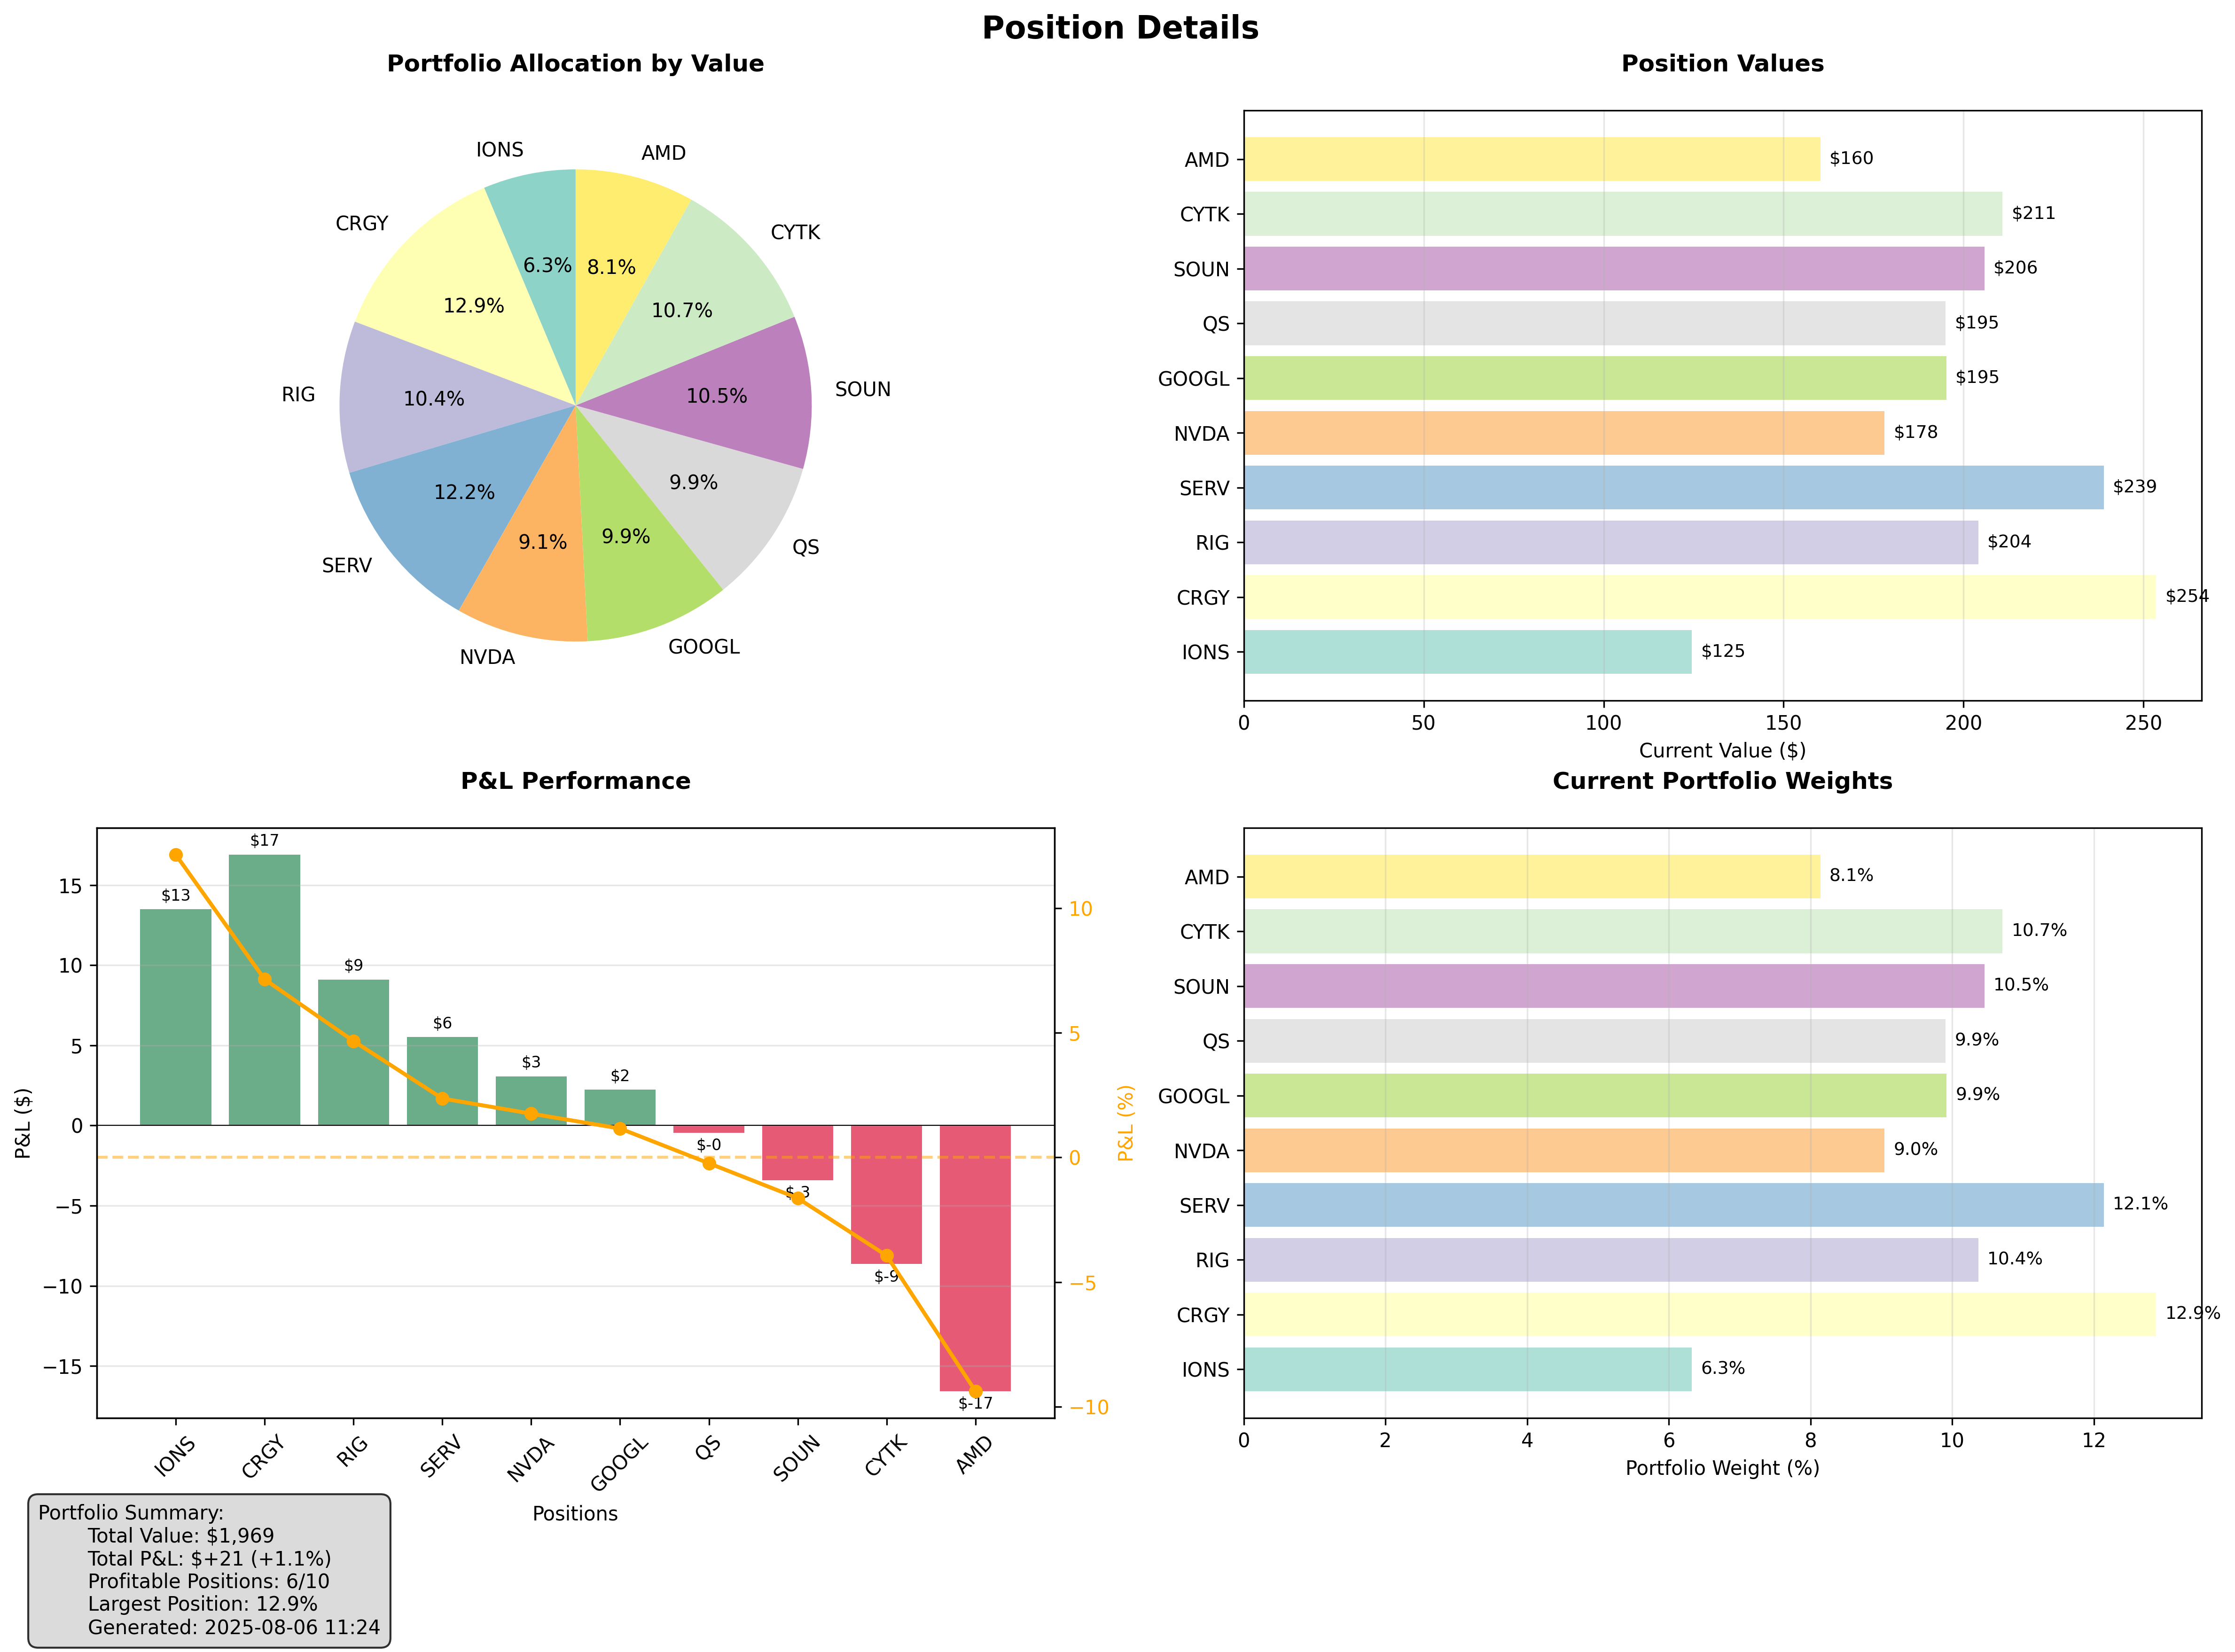 Position Details
Portfolio Allocation by Value
IONS
AMD
CRGY
CYTK
6.3%
8.1%
12.9%
10.7%
RIG
10.4%
10.5%
SOUN
12.2%
9.9%
SERV
9.1%
9.9%
QS
NVDA
GOOGL
Position Values
AMD
$160
CYTK
$211
SOUN
$206
QS
$195
GOOGL
$195
NVDA
$178
SERV
$239
RIG
$204
CRGY
$254
IONS
$125
0 50 100 150 200 250
Current Value ($)
P&L Performance
P&L ($)
15
10
5
0
−5
−10
−15
$13
$17
$9
$6
$3
$2
$-0
$-3
$-9
$-17
10
5
0
−5
−10
P&L (%)
IONS CRGY RIG SERV NVDA GOOGL QS SOUN CYTK AMD
Positions
Current Portfolio Weights
AMD
8.1%
CYTK
10.7%
SOUN
10.5%
QS
9.9%
GOOGL
9.9%
NVDA
9.0%
SERV
12.1%
RIG
10.4%
CRGY
12.9%
IONS
6.3%
0 2 4 6 8 10 12
Portfolio Weight (%)
Portfolio Summary:
Total Value: $1,969
Total P&L: $+21 (+1.1%)
Profitable Positions: 6/10
Largest Position: 12.9%
Generated: 2025-08-06 11:24